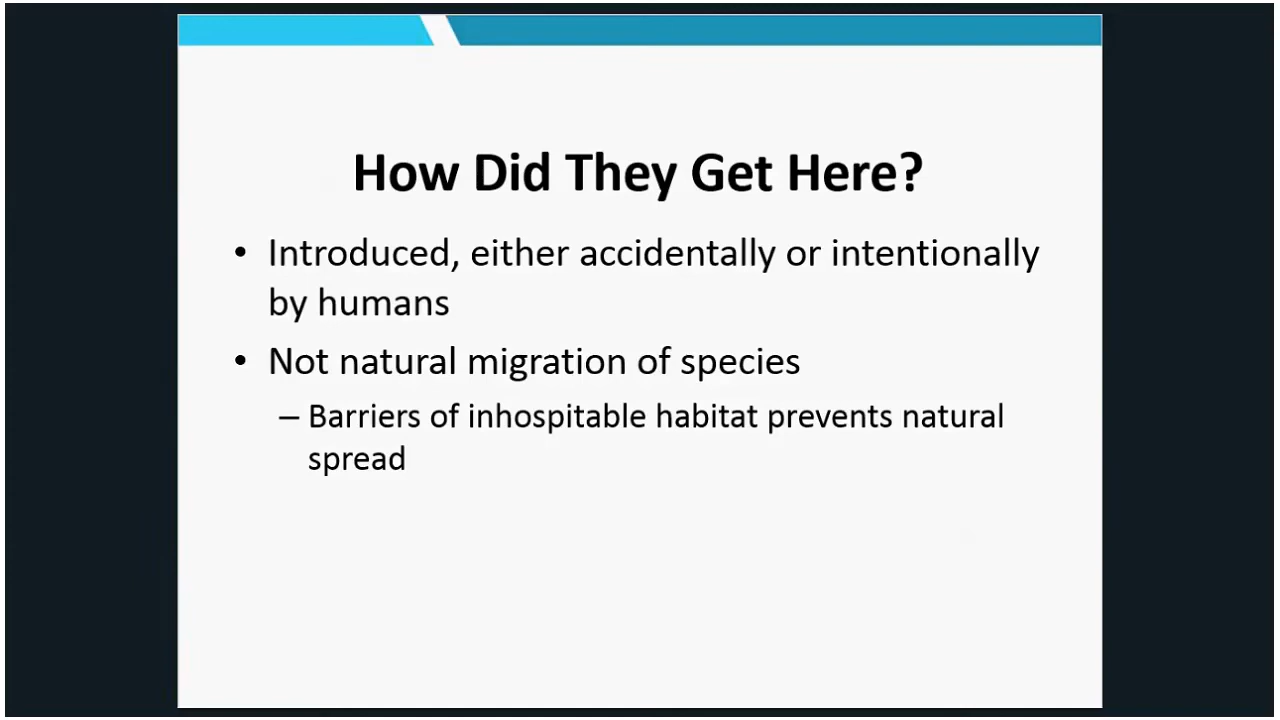 How Did They Get Here?
• Introduced, either accidentally or intentionally
by humans
• Not natural migration of species
– Barriers of inhospitable habitat prevents natural
spread